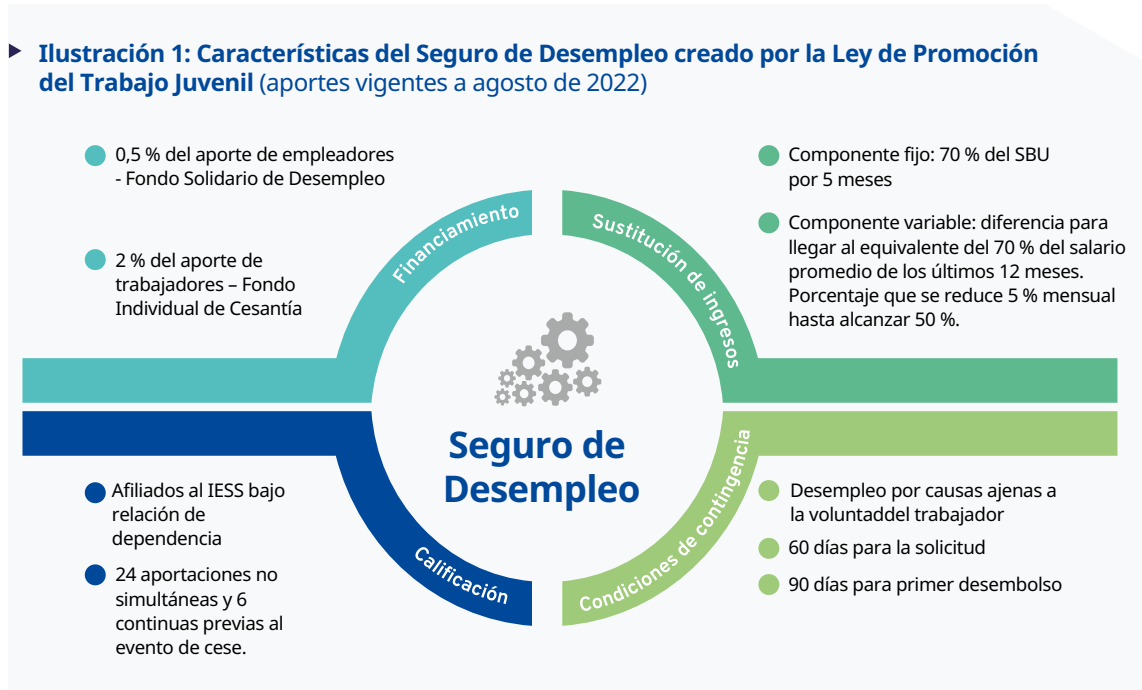 Ilustración 1: Características del Seguro de Desempleo creado por la Ley de Promoción
del Trabajo Juvenil (aportes vigentes a agosto de 2022)
0,5 % del aporte de empleadores
- Fondo Solidario de Desempleo
2 % del aporte de
trabajadores – Fondo
Individual de Cesantía
Financiamiento
Sustitución de ingresos
Componente fijo: 70 % del SBU
por 5 meses
Componente variable: diferencia para
llegar al equivalente del 70 % del salario
promedio de los últimos 12 meses.
Porcentaje que se reduce 5 % mensual
hasta alcanzar 50 %.
Seguro de
Desempleo
Afiliados al IESS bajo
relación de
dependencia
24 aportaciones no
simultáneas y 6
continuas previas al
evento de cese.
Calificación
Condiciones de contingencia
Desempleo por causas ajenas a
la voluntaddel trabajador
60 días para la solicitud
90 días para primer desembolso